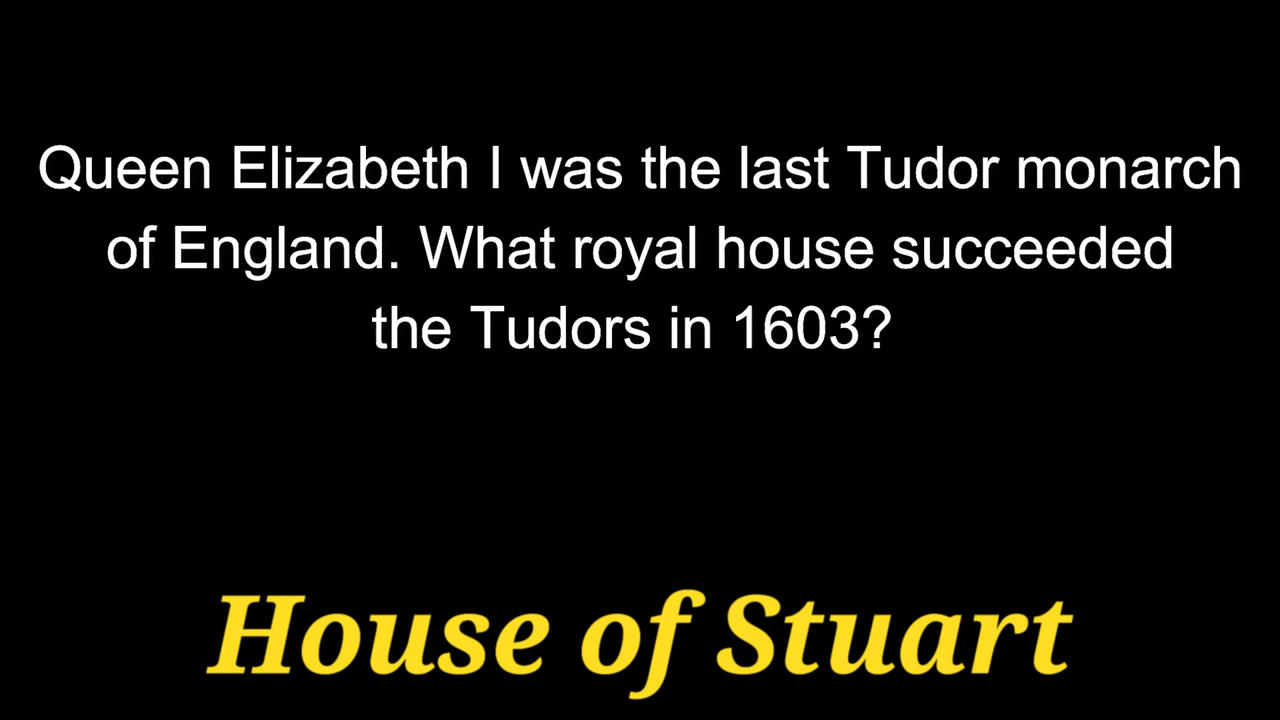 Queen Elizabeth I was the last Tudor monarch
of England. What royal house succeeded
the Tudors in 1603?
House of Stuart